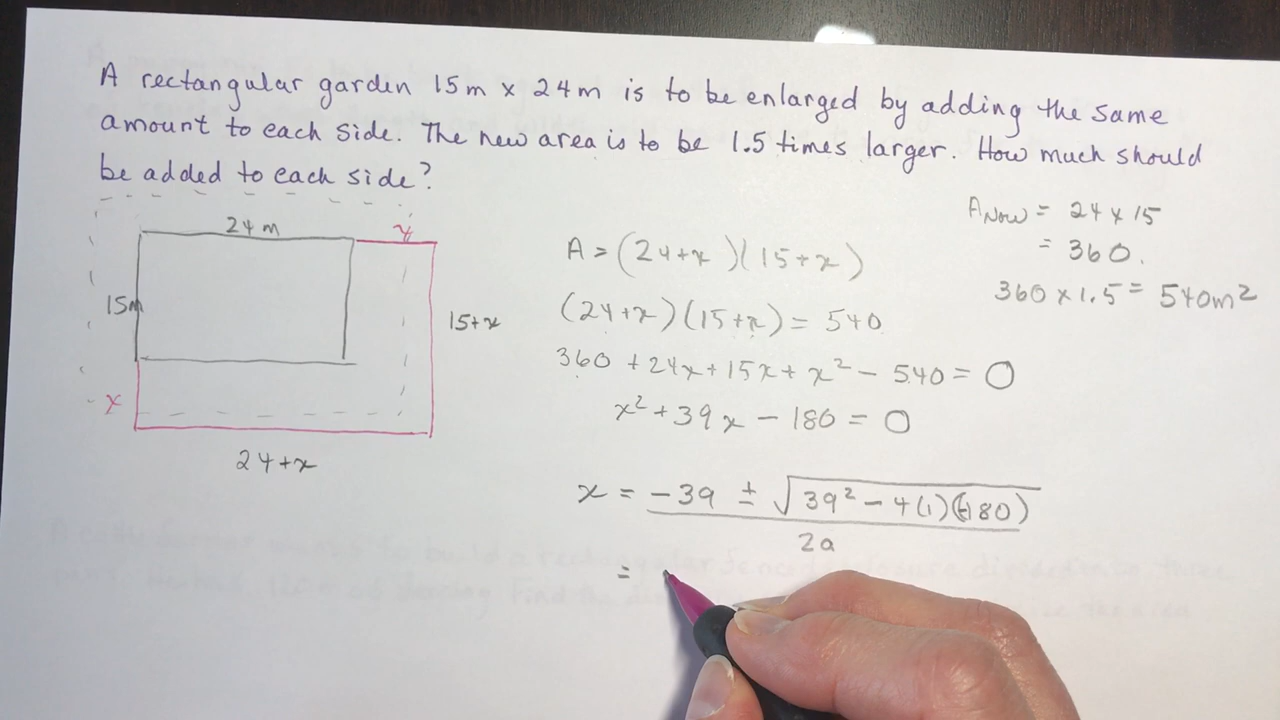 A rectangular garden 15m x 24m is to be enlarged by adding the same
amount to each side. The new area is to be 1.5 times larger. How much should
be added to each side?
24 m
x
15m
15+x
x
24+x
A = (24+x)(15+x)
(24+x)(15+x) = 540
360 + 24x + 15x + x² - 540 = 0
x² + 39x - 180 = 0
x = -39 ± √39² - 4(1)(-180)
2a
=
A Now = 24 x 15
= 360.
360 x 1.5 = 540m²